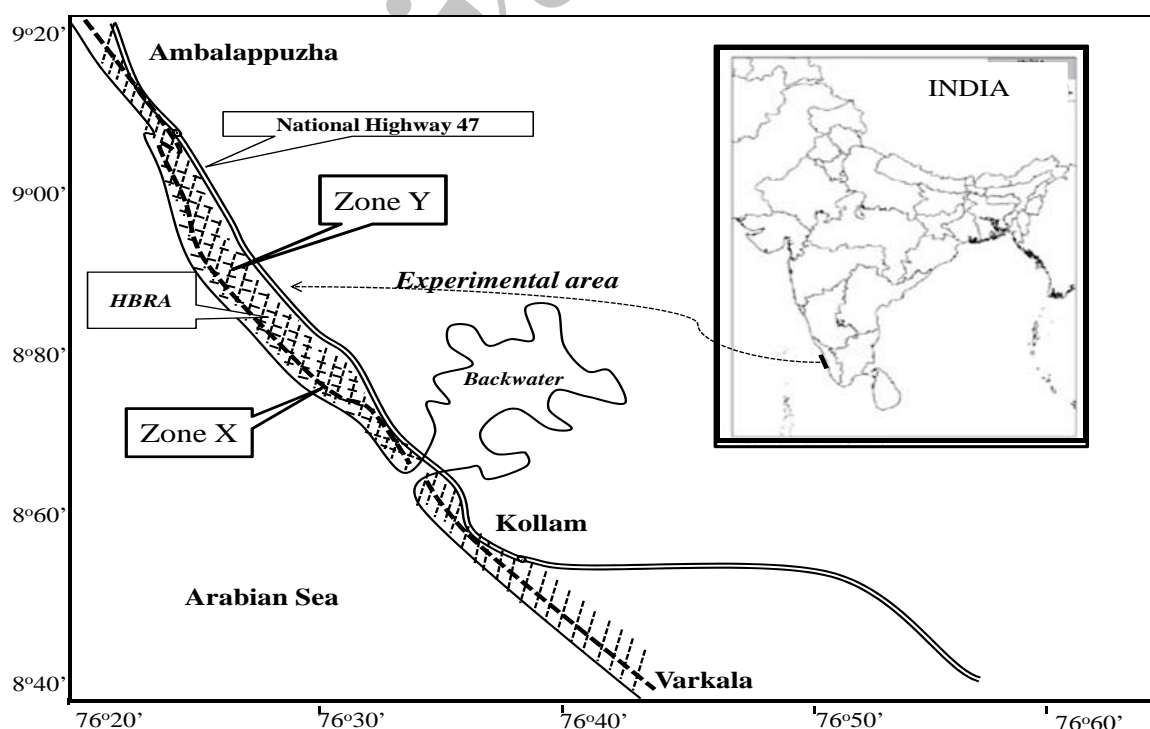 9°20’
Ambalappuzha
INDIA
National Highway 47
9°00’
Zone Y
Experimental area
HBRA
8°80’
Backwater
Zone X
8°60’
Kollam
Arabian Sea
Varkala
8°40’
76°20’
76°30’
76°40’
76°50’
76°60’